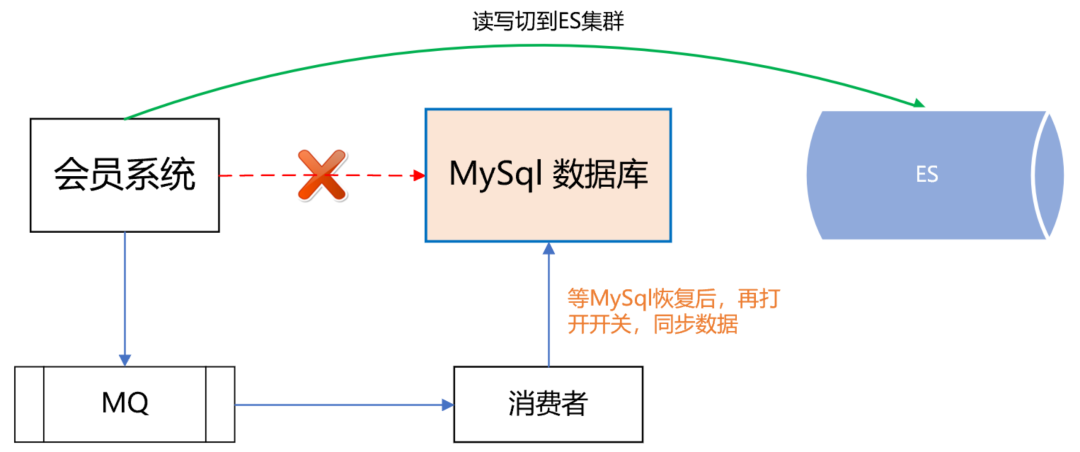 读写切到ES集群
会员系统
MySql 数据库
ES
等MySql恢复后，再打
开开关，同步数据
MQ
消费者